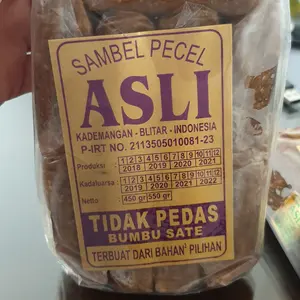 SAMBEL PECEL
ASLI
KADEMANGAN - BLITAR - INDONESIA
P-IRT NO. 2113505010081-23
Produksi 1 2 3 4 5 6 7 8 9 10 11 12
2018 2019 2020 2021
Kadaluarsa 1 2 3 4 5 6 7 8 9 10 11 12
2019 2020 2021 2022
Netto 450 gr 550 gr
TIDAK PEDAS
BUMBU SATE
TERBUAT DARI BAHAN² PILIHAN